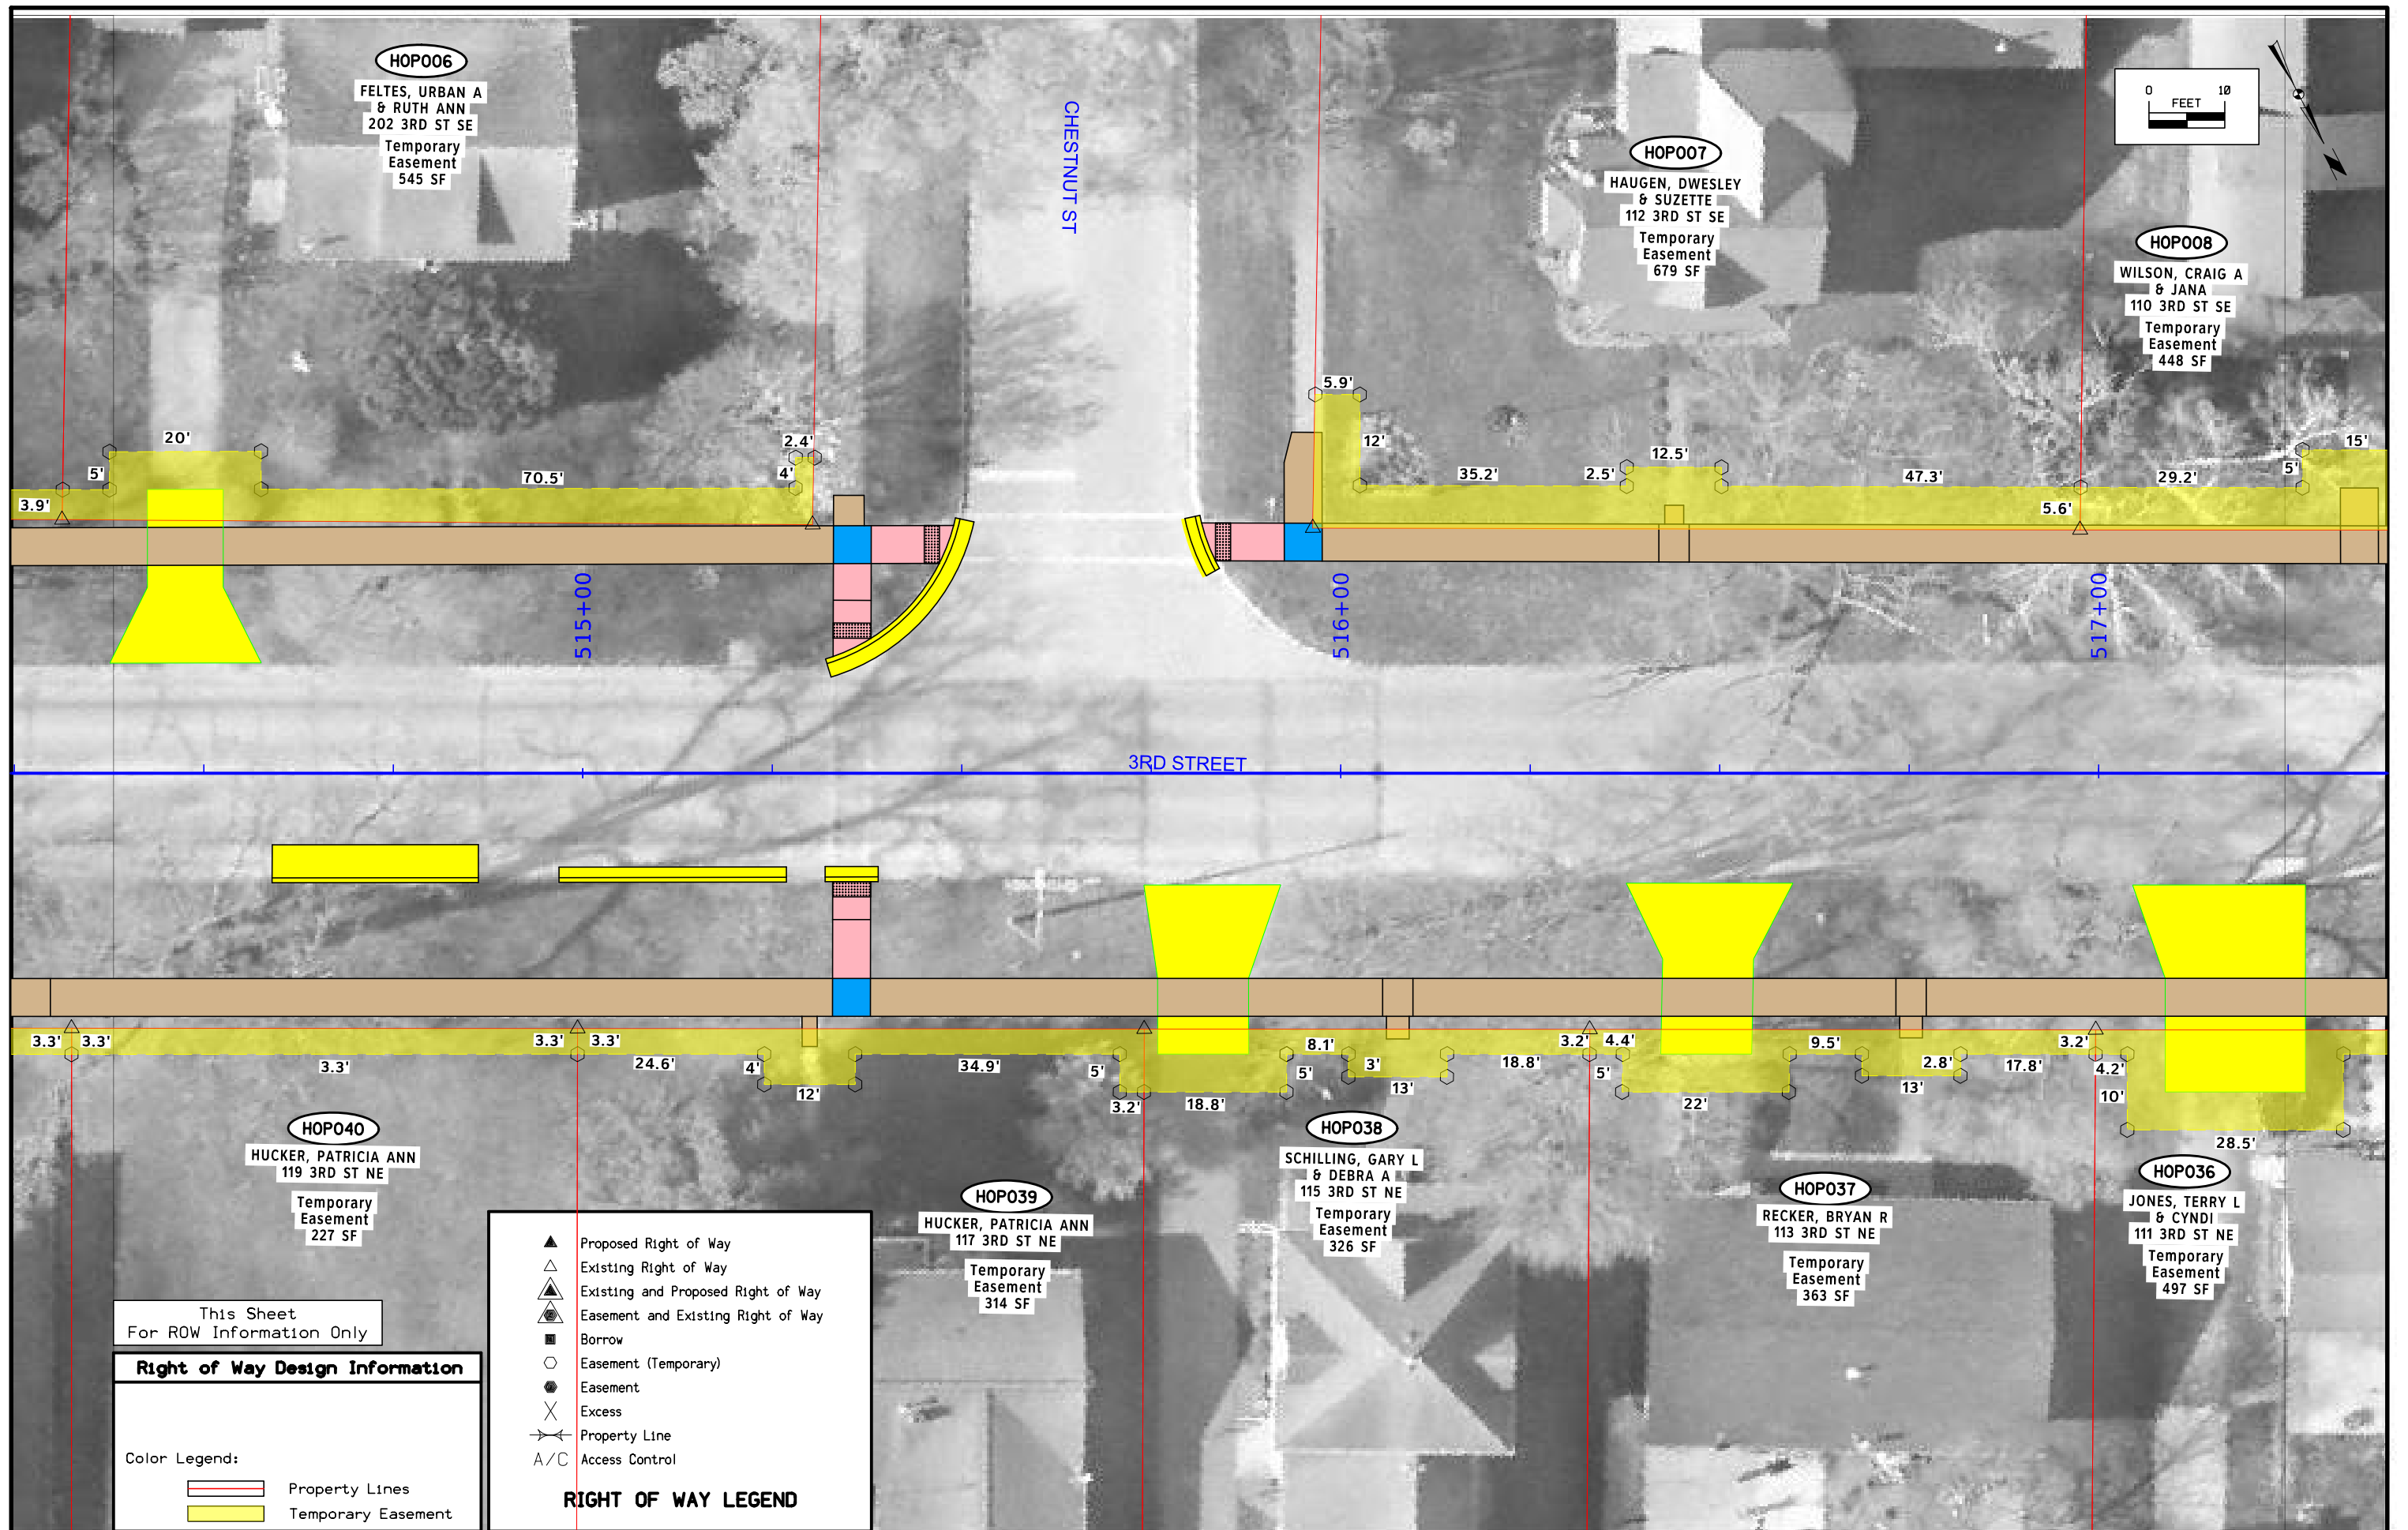 HOP006
FELTES, URBAN A
& RUTH ANN
202 3RD ST SE
Temporary
Easement
545 SF
CHESTNUT ST
HOP007
HAUGEN, DWESLEY
& SUZETTE
112 3RD ST SE
Temporary
Easement
679 SF
0 10
FEET
HOP008
WILSON, CRAIG A
& JANA
110 3RD ST SE
Temporary
Easement
448 SF
3.9'
5'
20'
70.5'
2.4'
4'
5.9'
12'
35.2'
2.5'
12.5'
47.3'
5.6'
29.2'
5'
15'
515+00
516+00
517+00
3RD STREET
3.3'
3.3'
3.3'
3.3'
3.3'
24.6'
4'
12'
34.9'
5'
3.2'
18.8'
5'
8.1'
3'
13'
18.8'
3.2'
4.4'
5'
22'
9.5'
13'
2.8'
17.8'
3.2'
4.2'
10'
28.5'
HOP040
HUCKER, PATRICIA ANN
119 3RD ST NE
Temporary
Easement
227 SF
HOP039
HUCKER, PATRICIA ANN
117 3RD ST NE
Temporary
Easement
314 SF
HOP038
SCHILLING, GARY L
& DEBRA A
115 3RD ST NE
Temporary
Easement
326 SF
HOP037
RECKER, BRYAN R
113 3RD ST NE
Temporary
Easement
363 SF
HOP036
JONES, TERRY L
& CYNDI
111 3RD ST NE
Temporary
Easement
497 SF
This Sheet
For ROW Information Only
Right of Way Design Information
Color Legend:
Property Lines
Temporary Easement
Proposed Right of Way
Existing Right of Way
Existing and Proposed Right of Way
Easement and Existing Right of Way
Borrow
Easement (Temporary)
Easement
Excess
Property Line
A/C Access Control
RIGHT OF WAY LEGEND